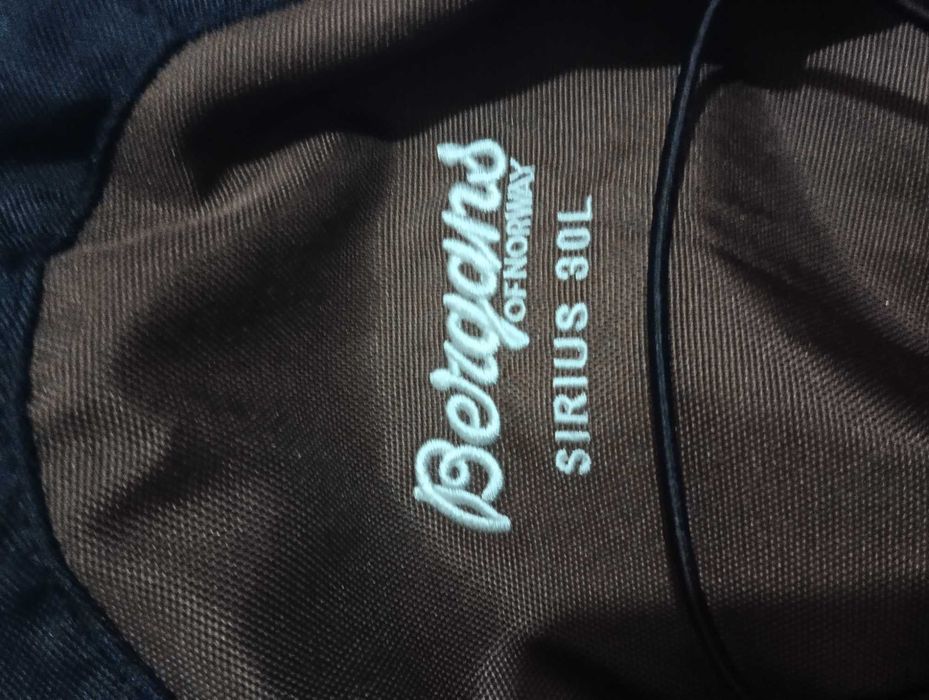 Bergans
OF NORWAY
SIRIUS 30L